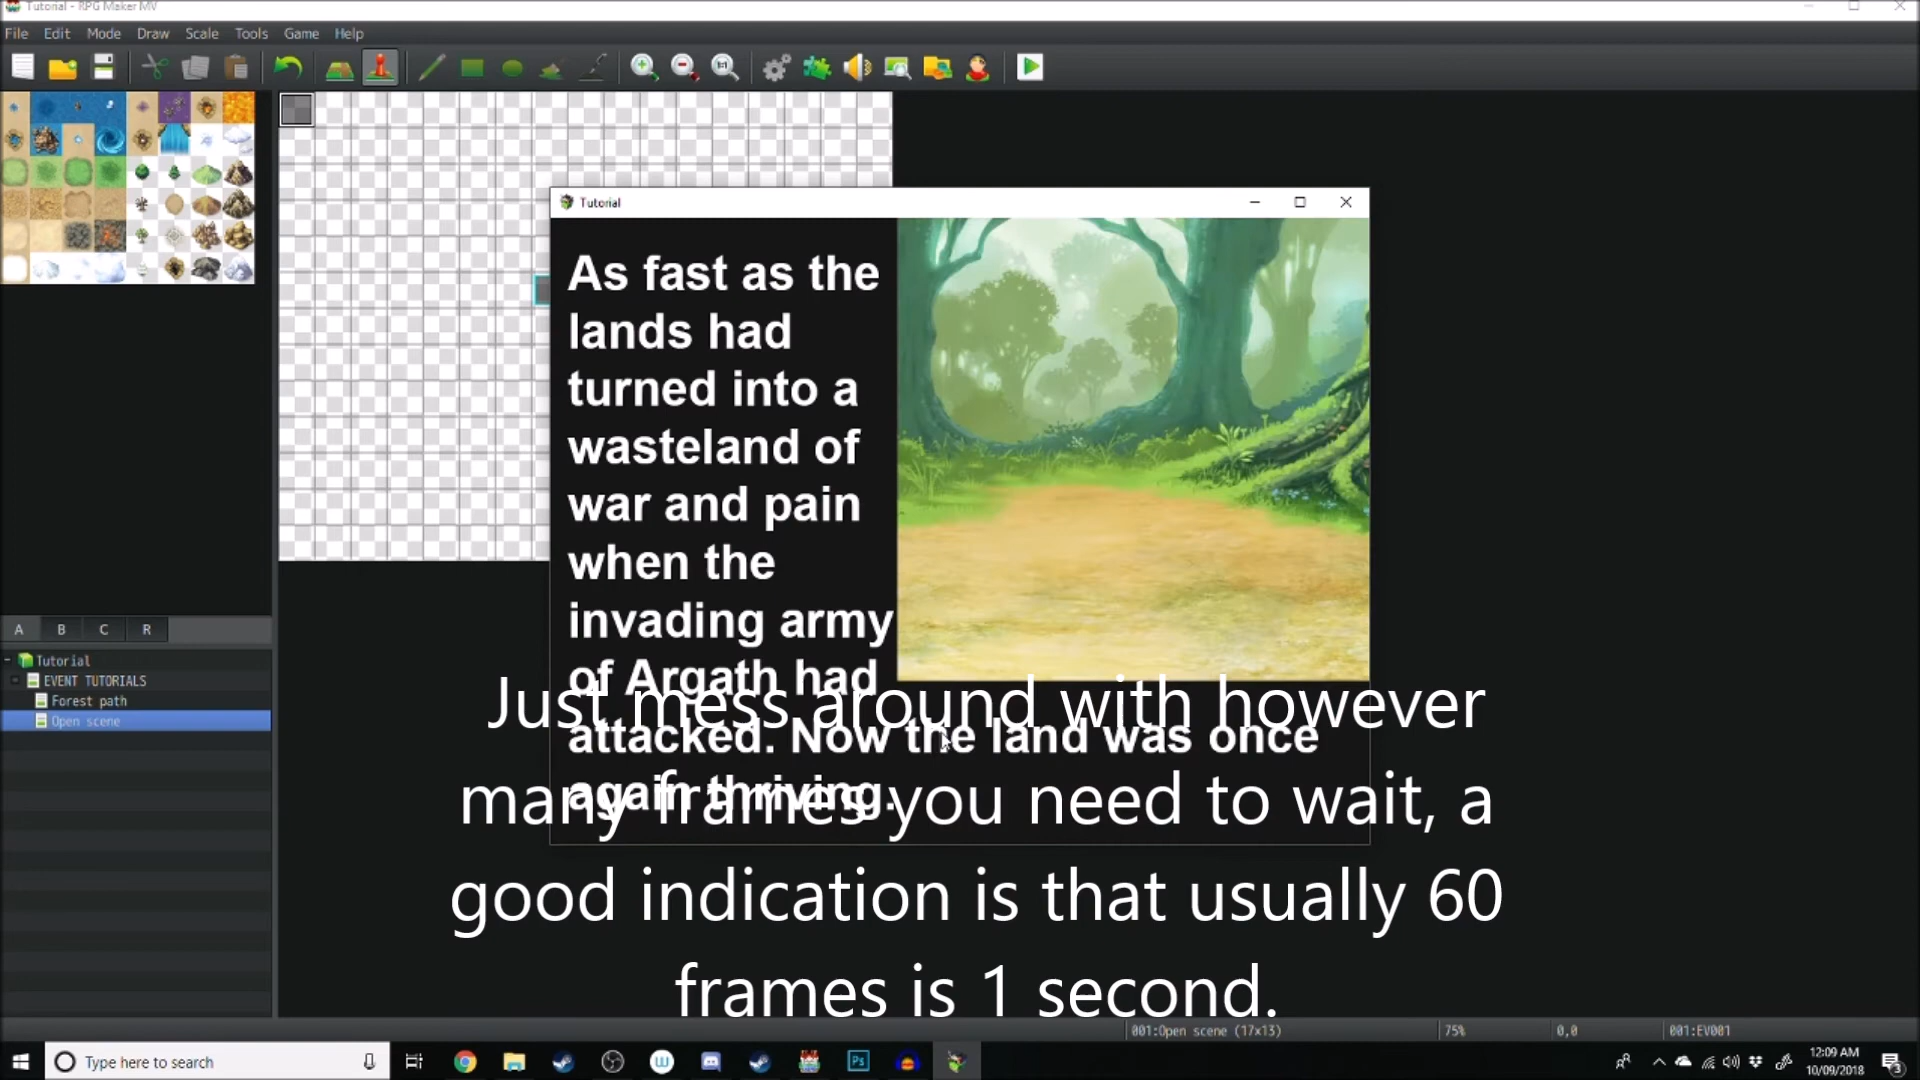 Tutorial - RPG Maker MV
File Edit Mode Draw Scale Tools Game Help
Tutorial
As fast as the
lands had
turned into a
wasteland of
war and pain
when the
invading army
of Argath had
attacked. Now the land was once
again thriving.
Just mess around with however
many frames you need to wait, a
good indication is that usually 60
frames is 1 second.
A B C R
Tutorial
EVENT TUTORIALS
Forest path
Open scene
001:Open scene (17x13) 75% 0,0 001:EV001
Type here to search
Ps
12:09 AM
10/09/2018
3